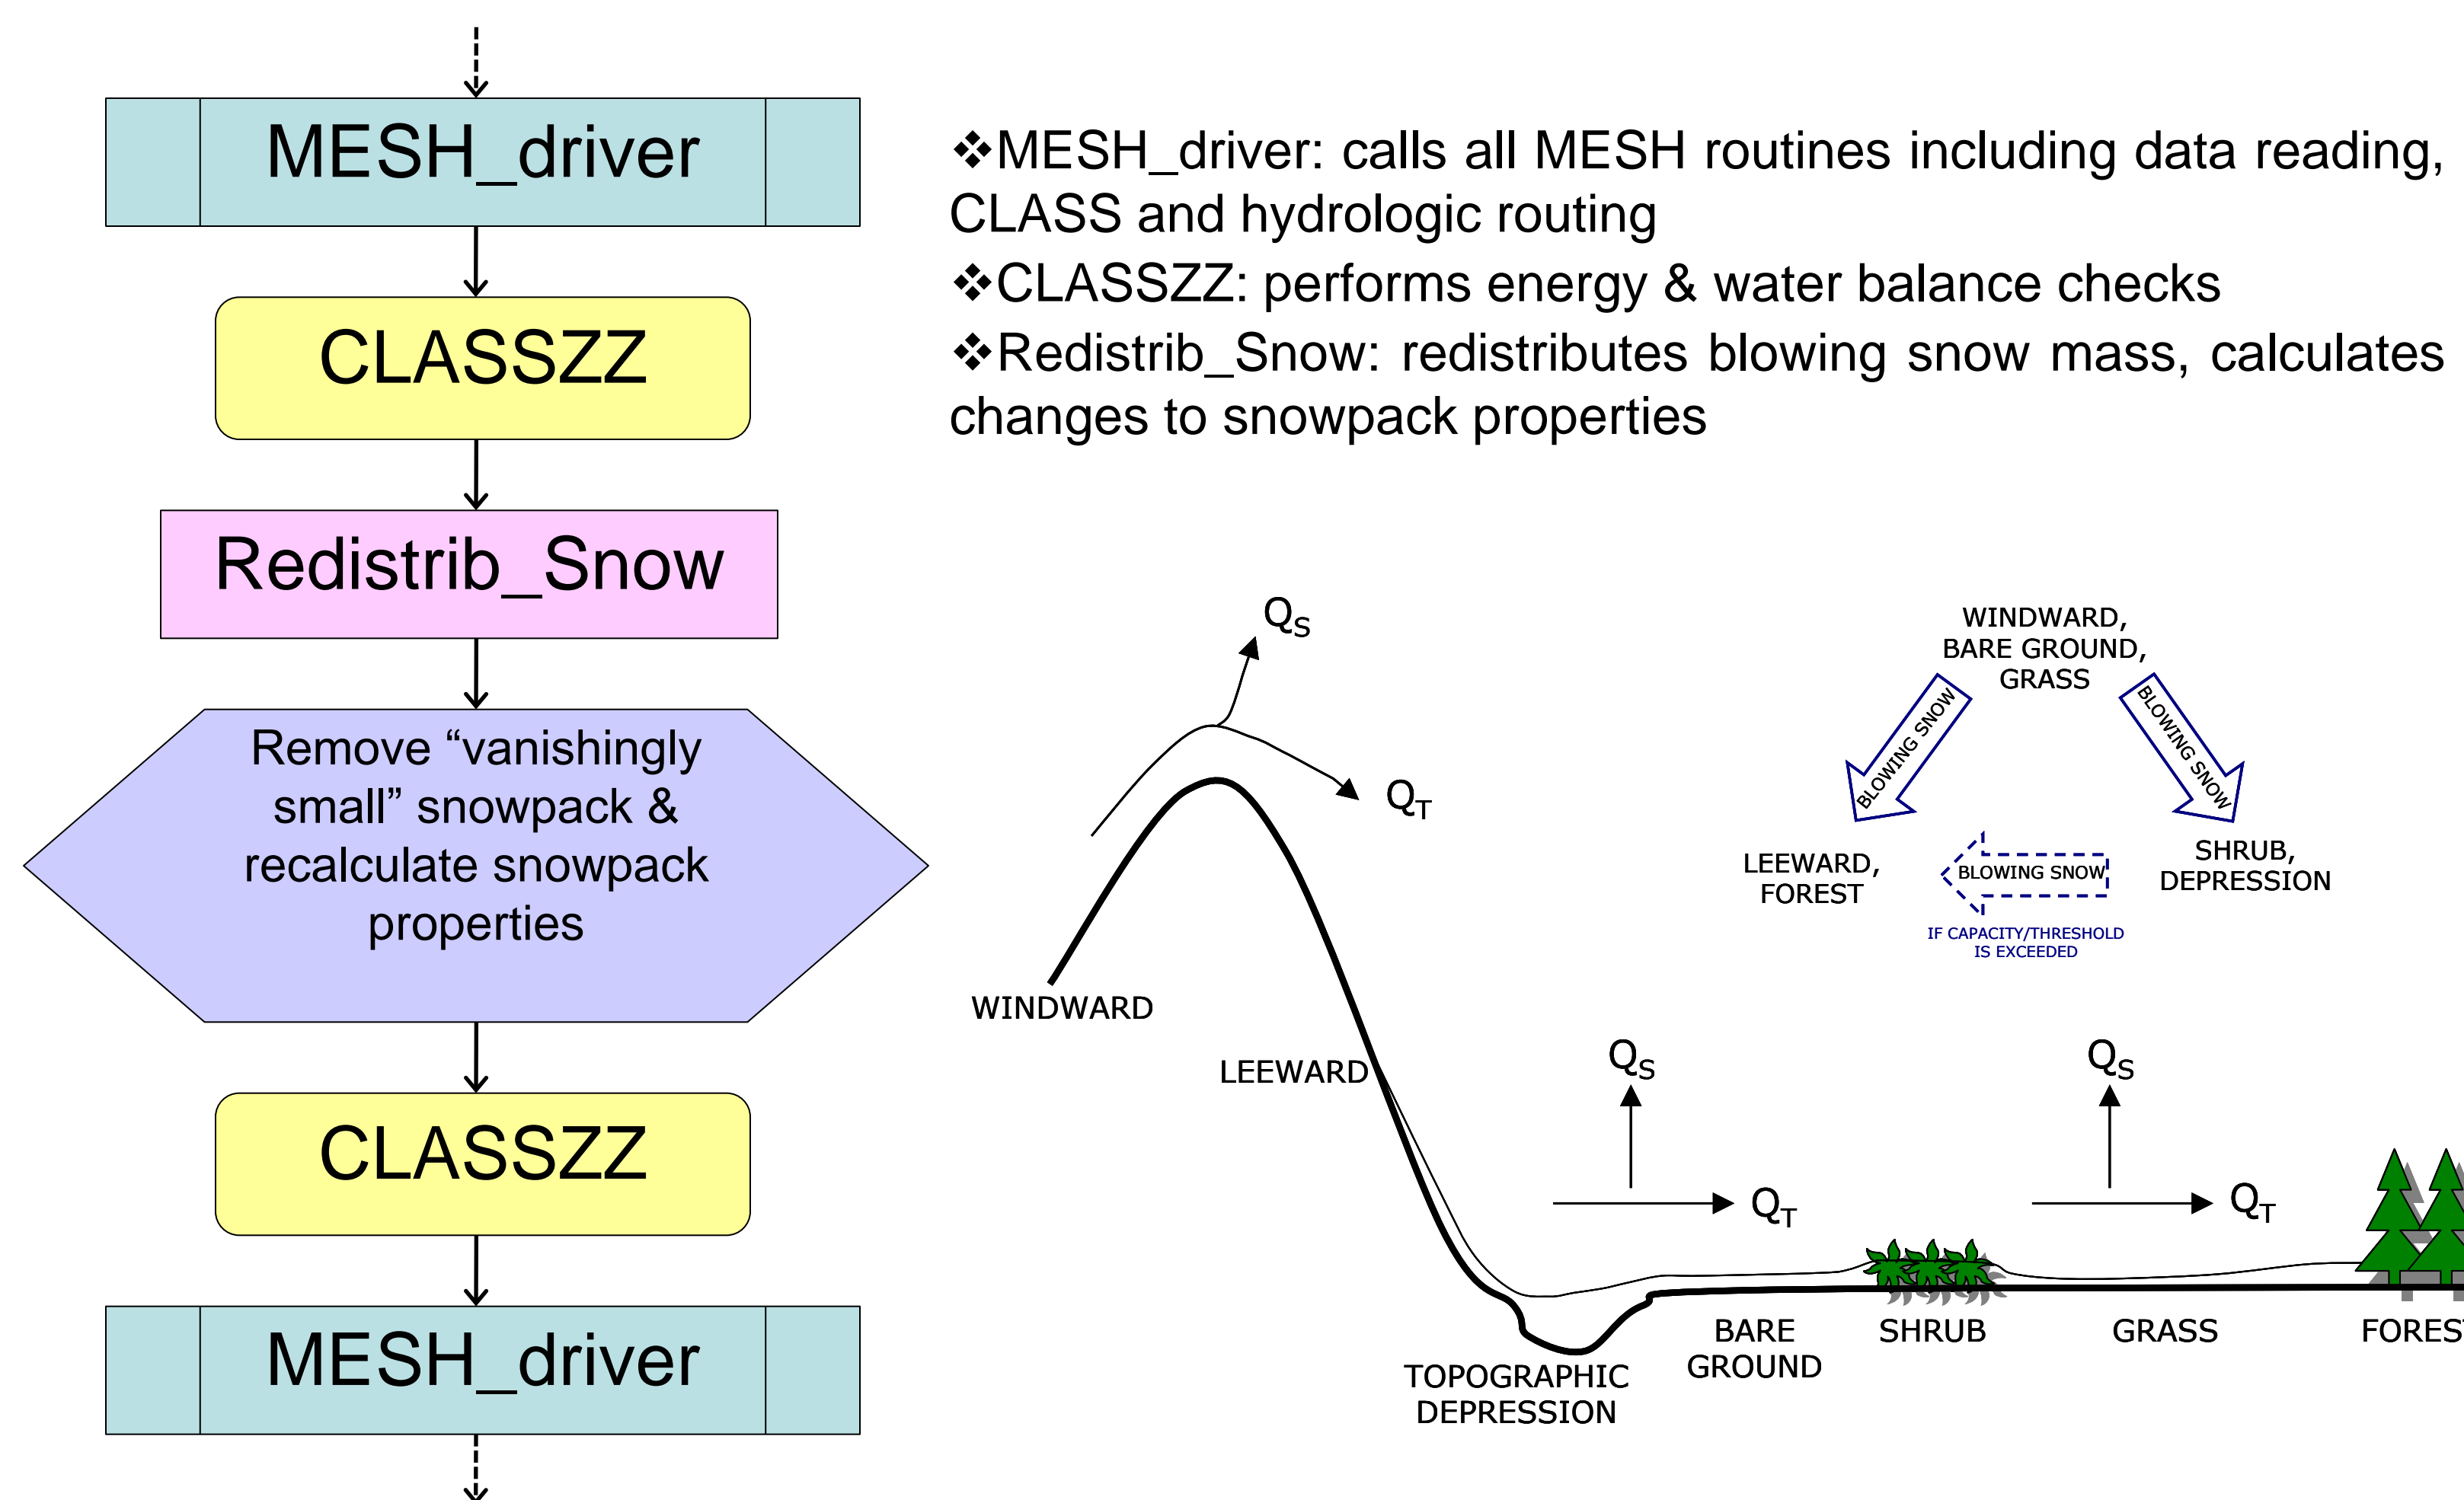 MESH_driver
CLASSZZ
Redistrib_Snow
Remove “vanishingly
small” snowpack &
recalculate snowpack
properties
CLASSZZ
MESH_driver
❖MESH_driver: calls all MESH routines including data reading,
CLASS and hydrologic routing
❖CLASSZZ: performs energy & water balance checks
❖Redistrib_Snow: redistributes blowing snow mass, calculates
changes to snowpack properties
QS
QT
WINDWARD
LEEWARD
WINDWARD,
BARE GROUND,
GRASS
BLOWING SNOW
BLOWING SNOW
LEEWARD,
FOREST
BLOWING SNOW
SHRUB,
DEPRESSION
IF CAPACITY/THRESHOLD
IS EXCEEDED
QS
QT
QS
QT
TOPOGRAPHIC
DEPRESSION
BARE
GROUND
SHRUB
GRASS
FOREST